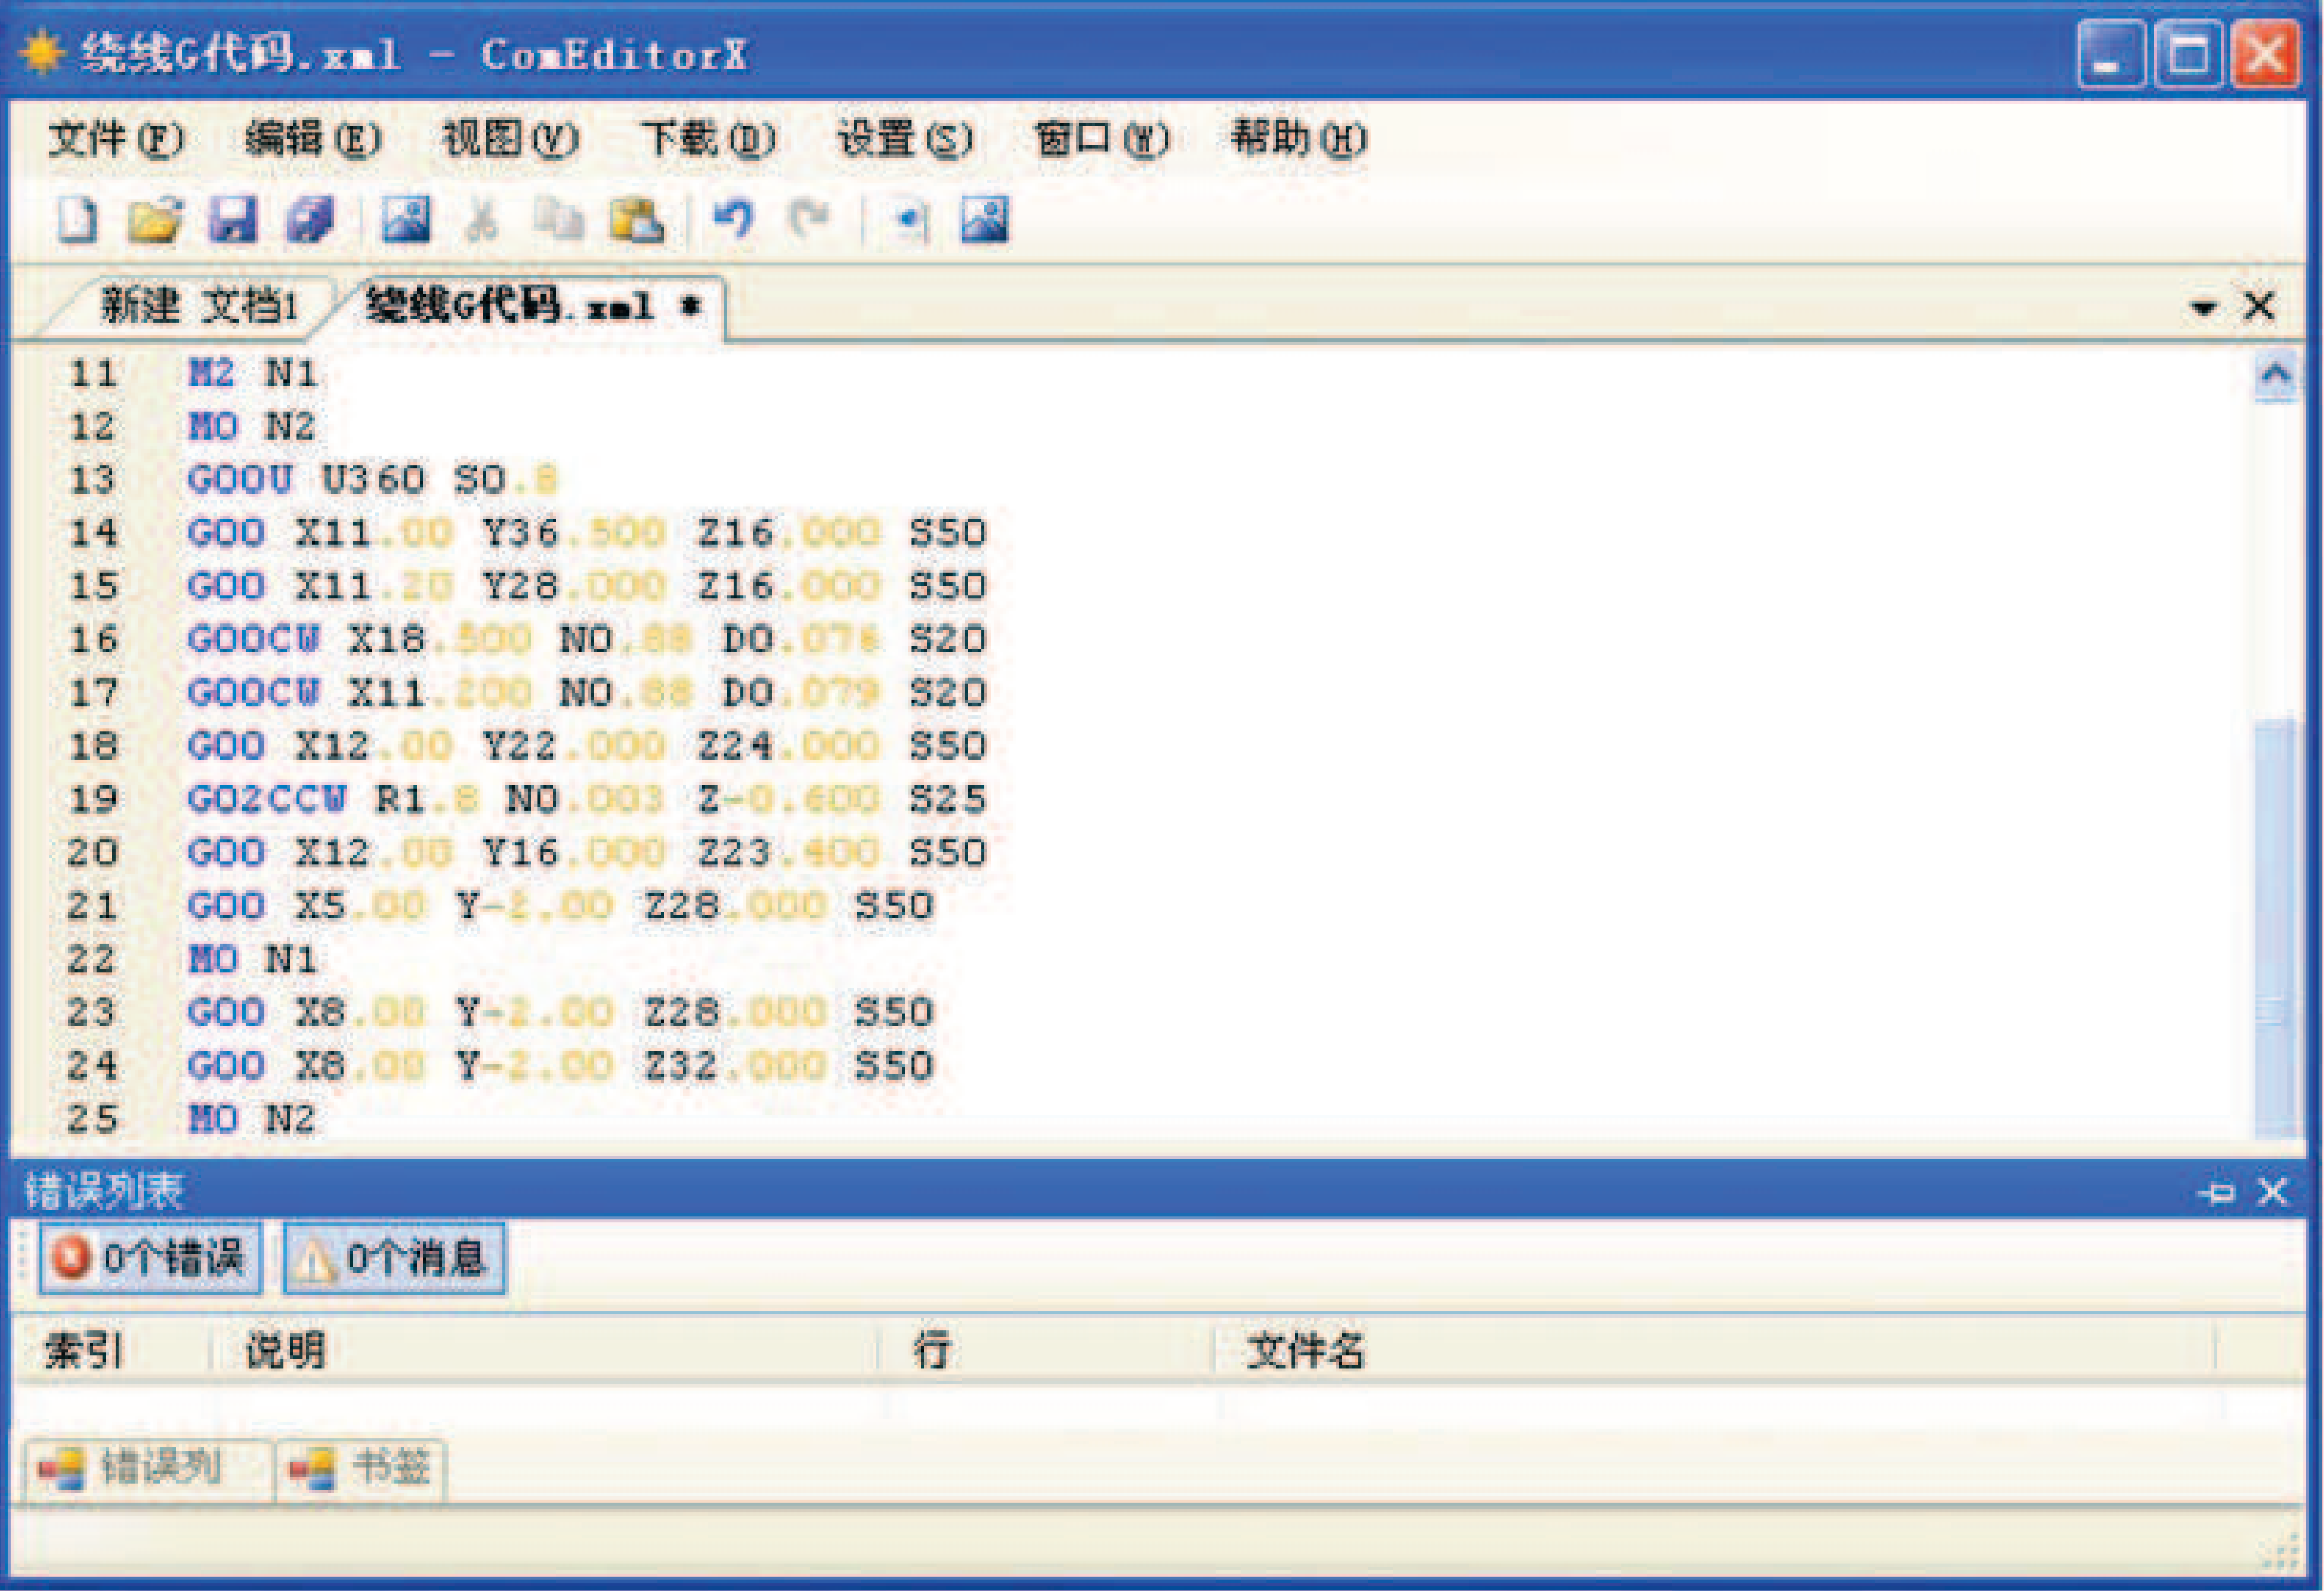 绕线G代码.xml - ComEditorX
文件(F) 编辑(E) 视图(V) 下载(D) 设置(S) 窗口(W) 帮助(H)
新建 文档1 绕线G代码.xml *
11 M2 N1
12 M0 N2
13 G00U U360 S0.8
14 G00 X11.00 Y36.500 Z16.000 S50
15 G00 X11.20 Y28.000 Z16.000 S50
16 G00CW X18.500 N0.88 D0.078 S20
17 G00CW X11.200 N0.88 D0.079 S20
18 G00 X12.00 Y22.000 Z24.000 S50
19 G02CCW R1.8 N0.003 Z-0.600 S25
20 G00 X12.00 Y16.000 Z23.400 S50
21 G00 X5.00 Y-2.00 Z28.000 S50
22 M0 N1
23 G00 X8.00 Y-2.00 Z28.000 S50
24 G00 X8.00 Y-2.00 Z32.000 S50
25 M0 N2
错误列表
0个错误 0个消息
索引 说明 行 文件名
错误列 书签